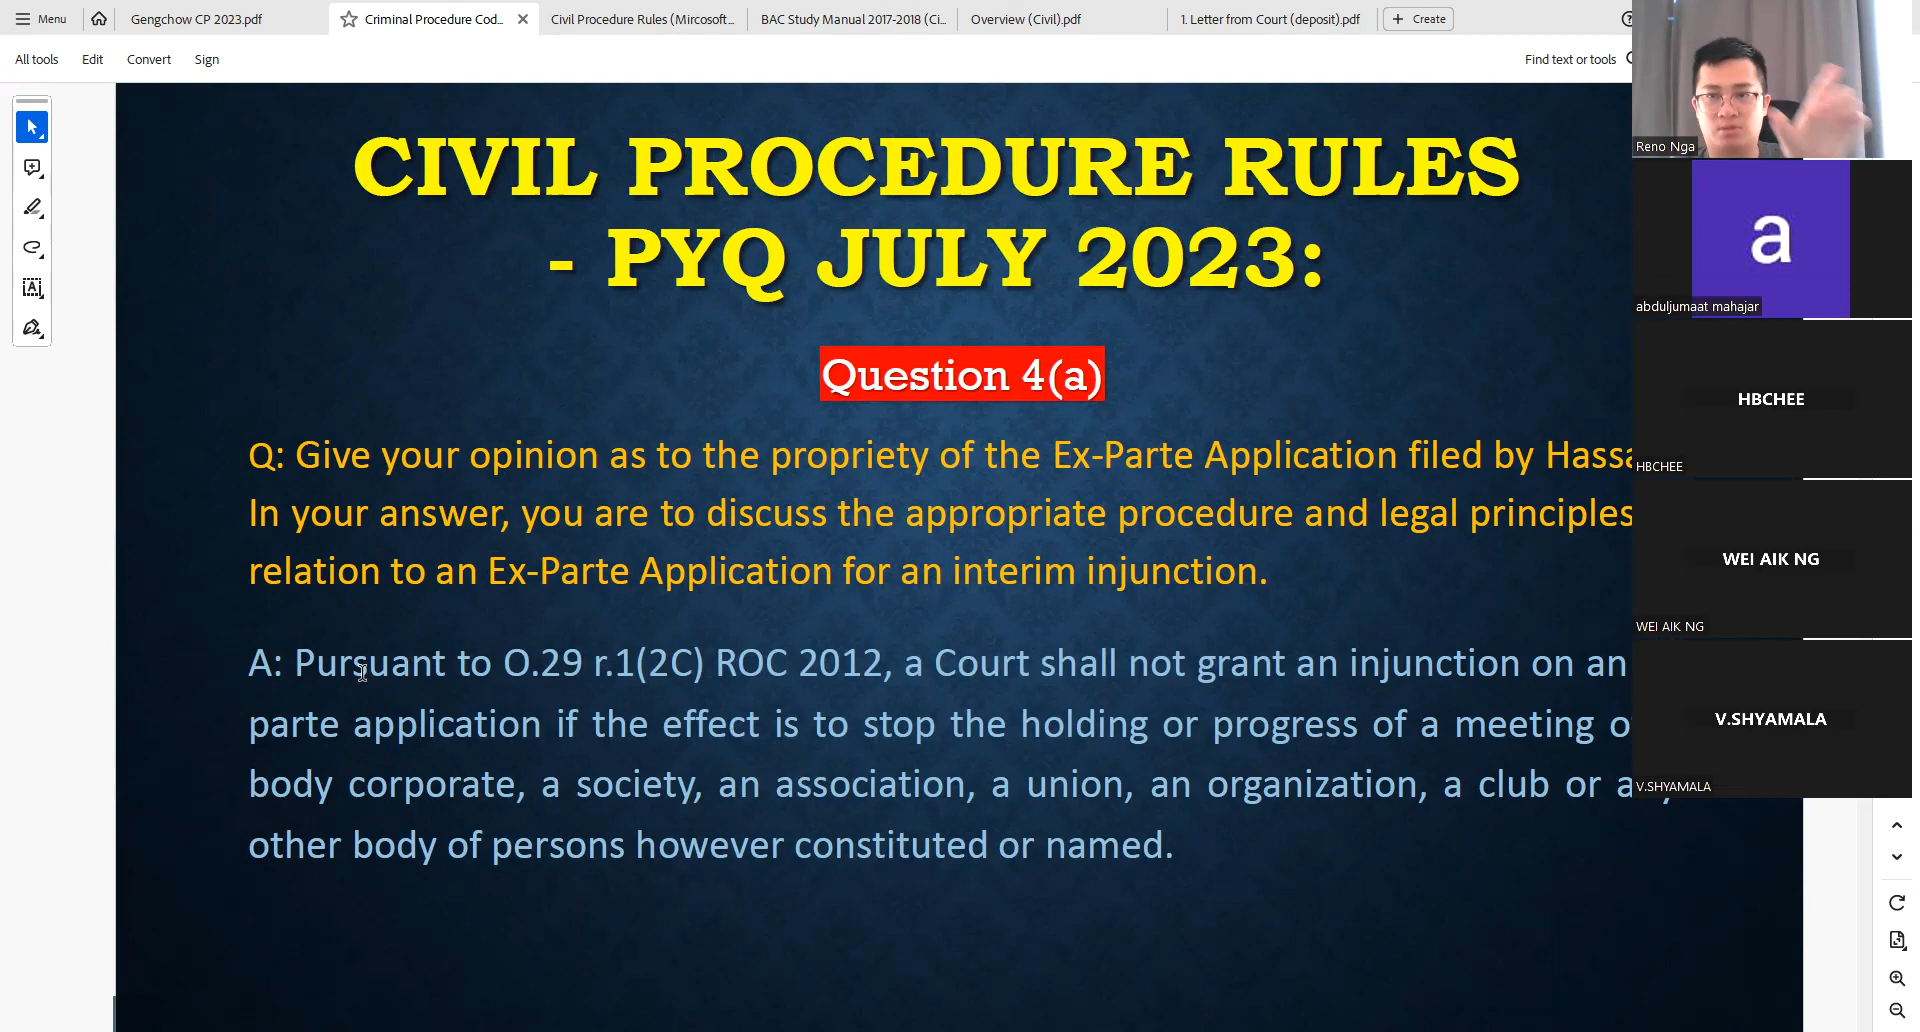 Menu
Gengchow CP 2023.pdf
Criminal Procedure Cod...
Civil Procedure Rules (Mircosoft...
BAC Study Manual 2017-2018 (Ci...
Overview (Civil).pdf
1. Letter from Court (deposit).pdf
+ Create
All tools
Edit
Convert
Sign
Find text or tools
CIVIL PROCEDURE RULES
- PYQ JULY 2023:
Question 4(a)
Q: Give your opinion as to the propriety of the Ex-Parte Application filed by
In your answer, you are to discuss the appropriate procedure and legal principles
relation to an Ex-Parte Application for an interim injunction.
A: Pursuant to O.29 r.1(2C) ROC 2012, a Court shall not grant an injunction on an
parte application if the effect is to stop the holding or progress of a meeting
body corporate, a society, an association, a union, an organization, a club or
other body of persons however constituted or named.
Reno Nga
a
abduljumaat mahajar
HBCHEE
HBCHEE
WEI AIK NG
WEI AIK NG
V.SHYAMALA
V.SHYAMALA